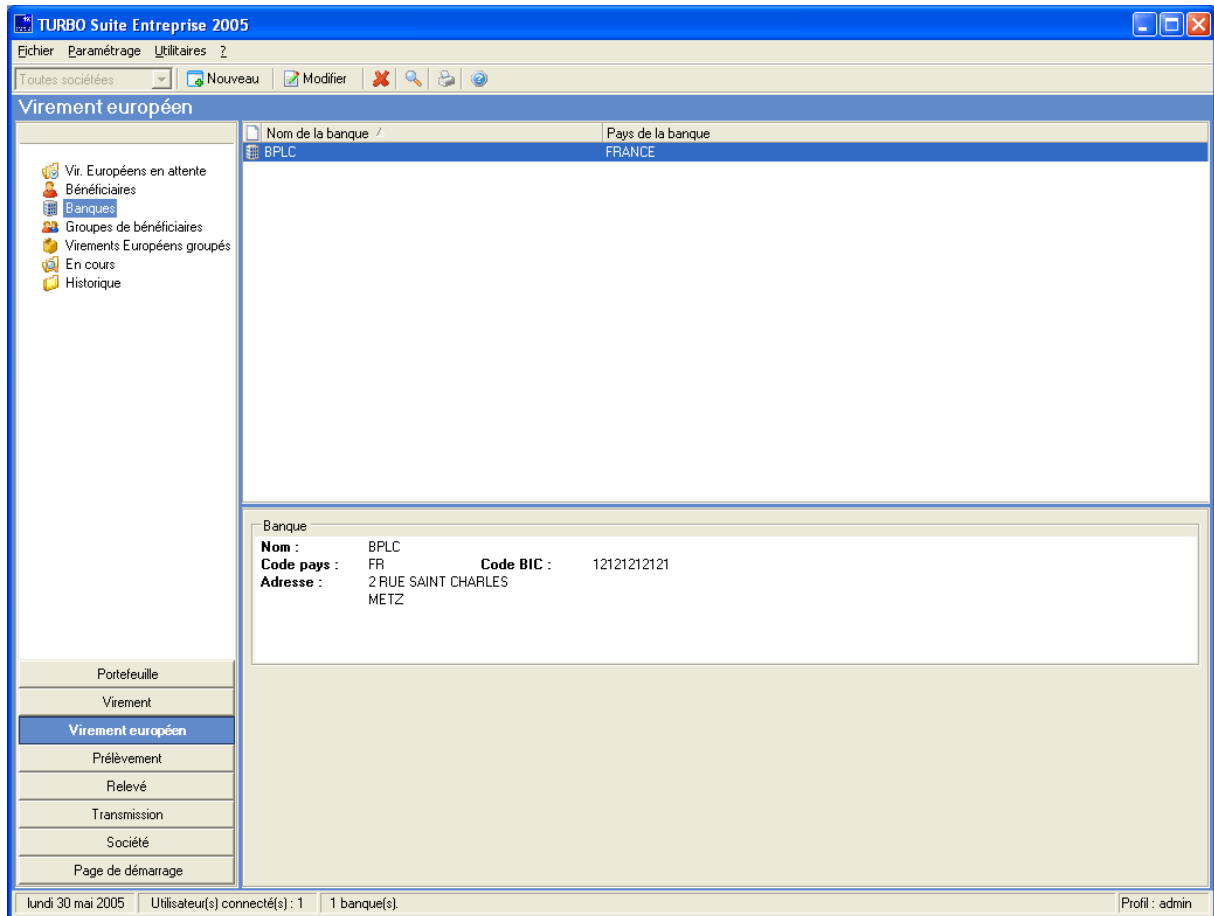 TURBO Suite Entreprise 2005
Fichier Paramétrage Utilitaires ?
Toutes sociétées Nouveau Modifier
Virement européen
Nom de la banque Pays de la banque
BPLC FRANCE
Vir. Européens en attente
Bénéficiaires
Banques
Groupes de bénéficiaires
Virements Européens groupés
En cours
Historique
Banque
Nom : BPLC
Code pays : FR Code BIC : 12121212121
Adresse : 2 RUE SAINT CHARLES
METZ
Portefeuille
Virement
Virement européen
Prélèvement
Relevé
Transmission
Société
Page de démarrage
lundi 30 mai 2005 Utilisateur(s) connecté(s) : 1 1 banque(s). Profil : admin